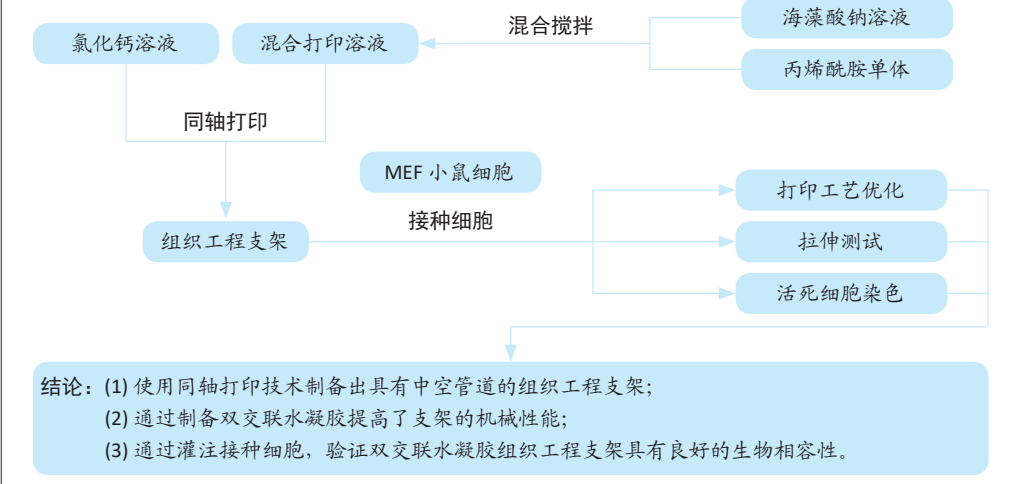 海藻酸钠溶液
混合搅拌
氯化钙溶液
混合打印溶液
丙烯酰胺单体
同轴打印
MEF 小鼠细胞
打印工艺优化
接种细胞
组织工程支架
拉伸测试
活死细胞染色
结论：(1) 使用同轴打印技术制备出具有中空管道的组织工程支架；
(2) 通过制备双交联水凝胶提高了支架的机械性能；
(3) 通过灌注接种细胞，验证双交联水凝胶组织工程支架具有良好的生物相容性。